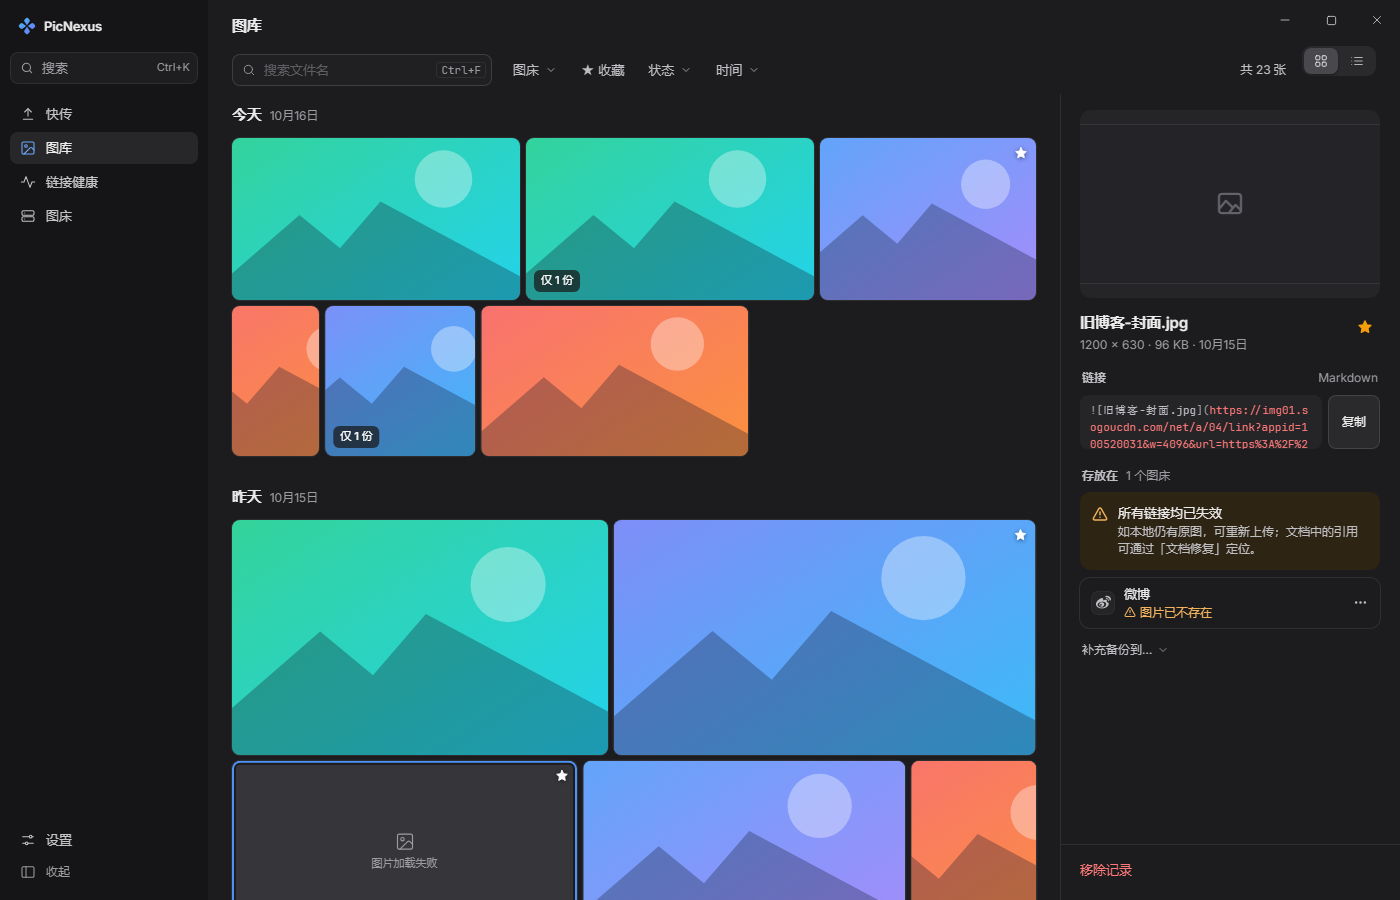 PicNexus
搜索 Ctrl+K
快传
图库
链接健康
图床
设置
收起
图库
搜索文件名 Ctrl+F
图床
收藏
状态
时间
共 23 张
今天 10月16日
仅 1 份
仅 1 份
昨天 10月15日
图片加载失败
旧博客-封面.jpg
1200 × 630 · 96 KB · 10月15日
链接 Markdown
![旧博客-封面.jpg](https://img01.s
ogoucdn.com/net/a/04/link?appid=1
00520031&w=4096&url=https%3A%2F%2
复制
存放在 1 个图床
所有链接均已失效
如本地仍有原图，可重新上传；文档中的引用
可通过「文档修复」定位。
微博
图片已不存在
补充备份到...
移除记录